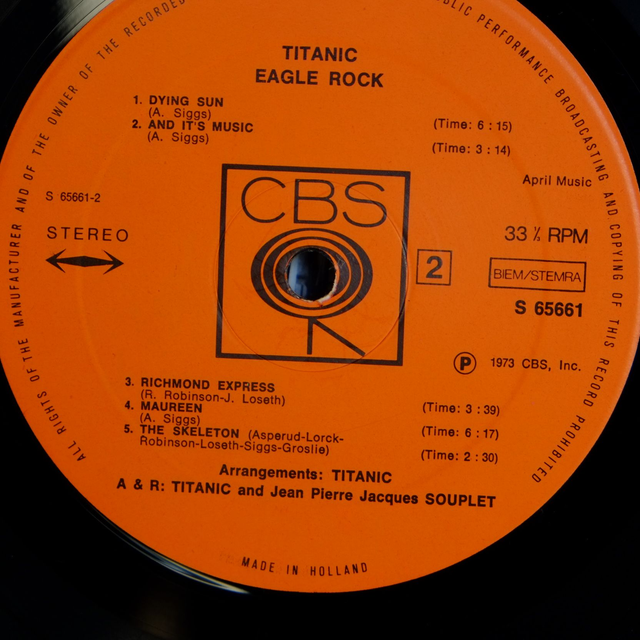 ALL RIGHTS OF THE MANUFACTURER AND OF THE OWNER OF THE RECORDED
PUBLIC PERFORMANCE BROADCASTING AND COPYING OF THIS RECORD PROHIBITED
TITANIC
EAGLE ROCK
1. DYING SUN
(A. Siggs) (Time: 6 : 15)
2. AND IT'S MUSIC
(A. Siggs) (Time: 3 : 14)
April Music
S 65661-2
CBS
STEREO
33 ⅓ RPM
2
BIEM/STEMRA
S 65661
Ⓟ 1973 CBS, Inc.
3. RICHMOND EXPRESS
(R. Robinson-J. Loseth) (Time: 3 : 39)
4. MAUREEN
(A. Siggs) (Time: 6 : 17)
5. THE SKELETON (Asperud-Lorck-
Robinson-Loseth-Siggs-Groslie) (Time: 2 : 30)
Arrangements: TITANIC
A & R: TITANIC and Jean Pierre Jacques SOUPLET
MADE IN HOLLAND